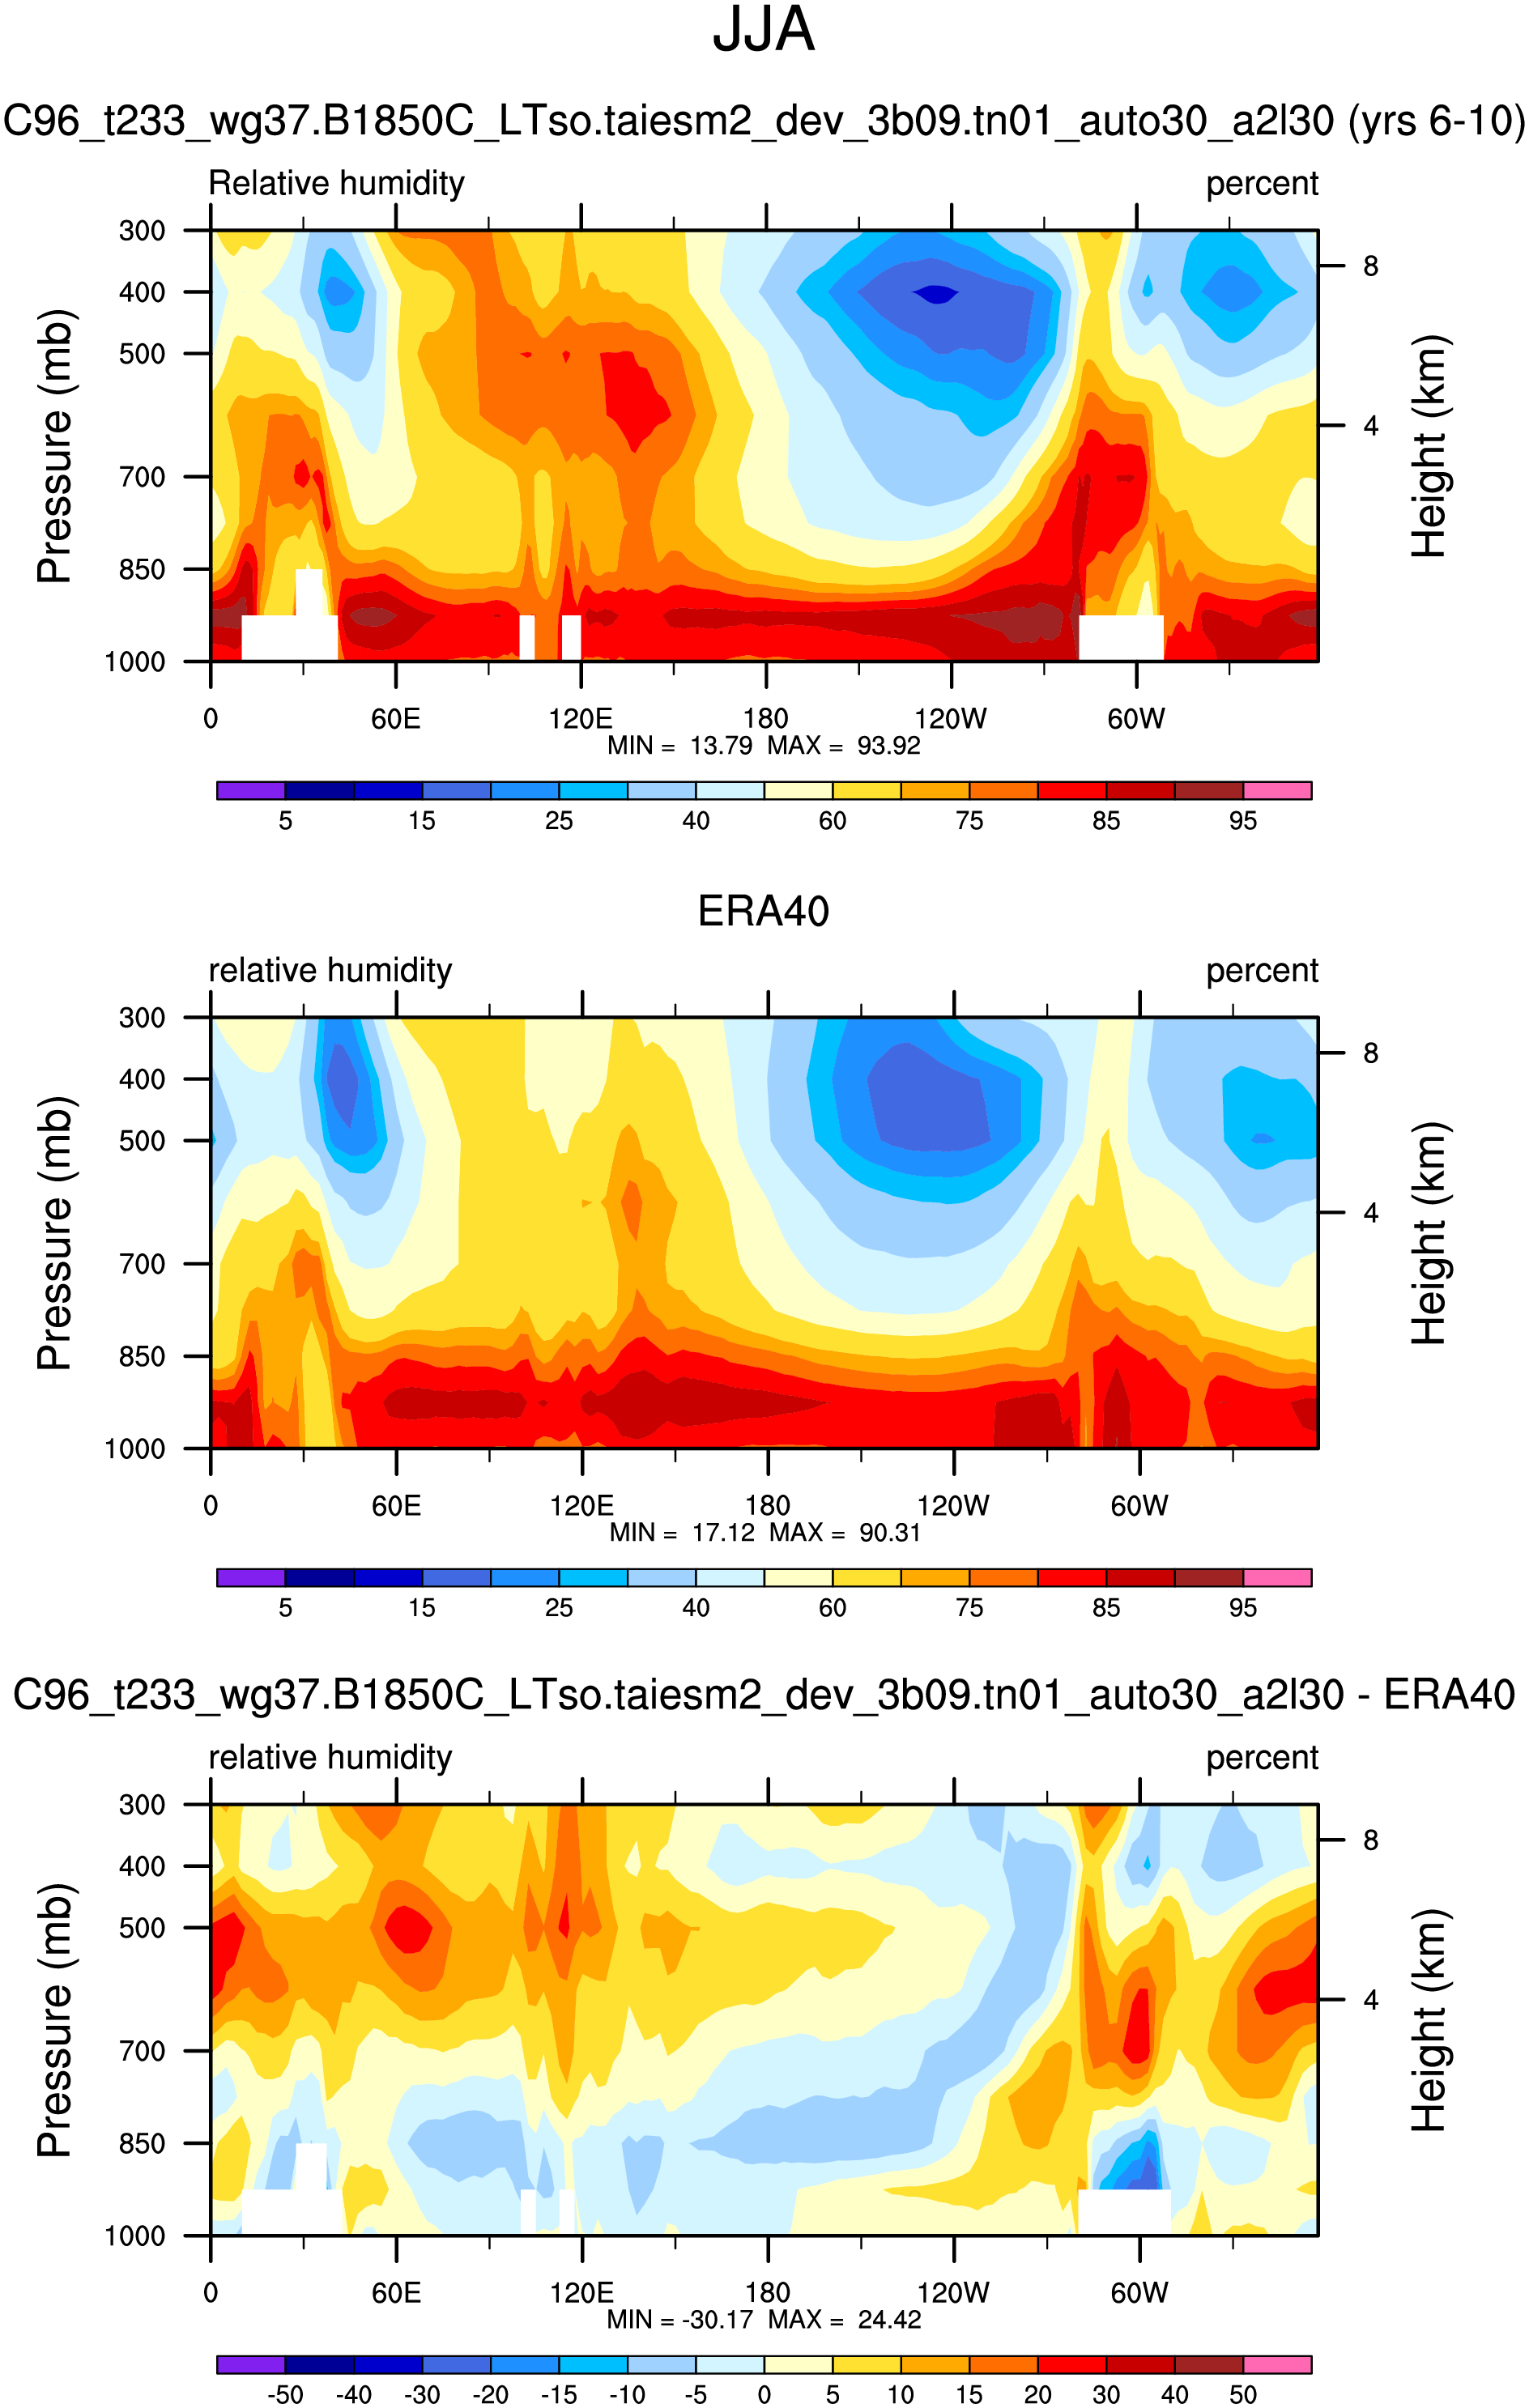 JJA
C96_t233_wg37.B1850C_LTso.taiesm2_dev_3b09.tn01_auto30_a2l30 (yrs 6-10)
Relative humidity percent
300
400
500
700
850
1000
Pressure (mb)
8
4
Height (km)
0 60E 120E 180 120W 60W
MIN = 13.79 MAX = 93.92
5 15 25 40 60 75 85 95
ERA40
relative humidity percent
300
400
500
700
850
1000
Pressure (mb)
8
4
Height (km)
0 60E 120E 180 120W 60W
MIN = 17.12 MAX = 90.31
5 15 25 40 60 75 85 95
C96_t233_wg37.B1850C_LTso.taiesm2_dev_3b09.tn01_auto30_a2l30 - ERA40
relative humidity percent
300
400
500
700
850
1000
Pressure (mb)
8
4
Height (km)
0 60E 120E 180 120W 60W
MIN = -30.17 MAX = 24.42
-50 -40 -30 -20 -15 -10 -5 0 5 10 15 20 30 40 50